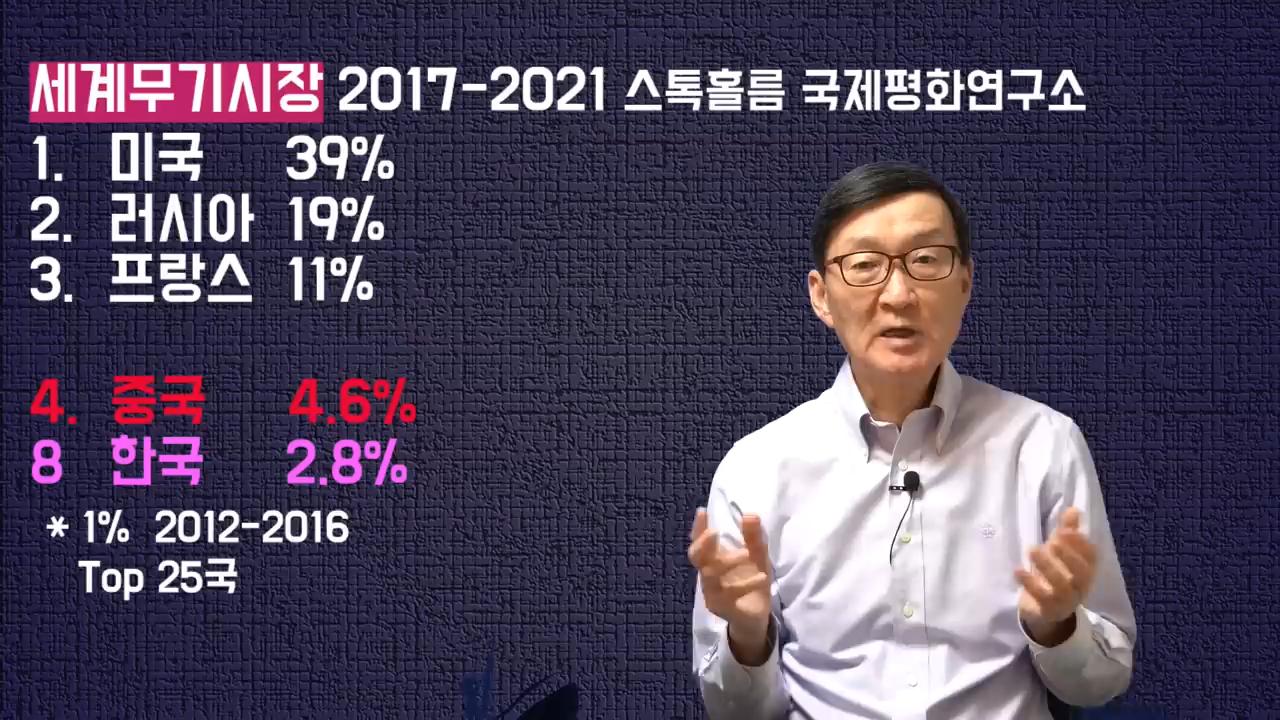 세계무기시장 2017-2021 스톡홀름 국제평화연구소
1. 미국 39%
2. 러시아 19%
3. 프랑스 11%
4. 중국 4.6%
8 한국 2.8%
* 1% 2012-2016
Top 25국